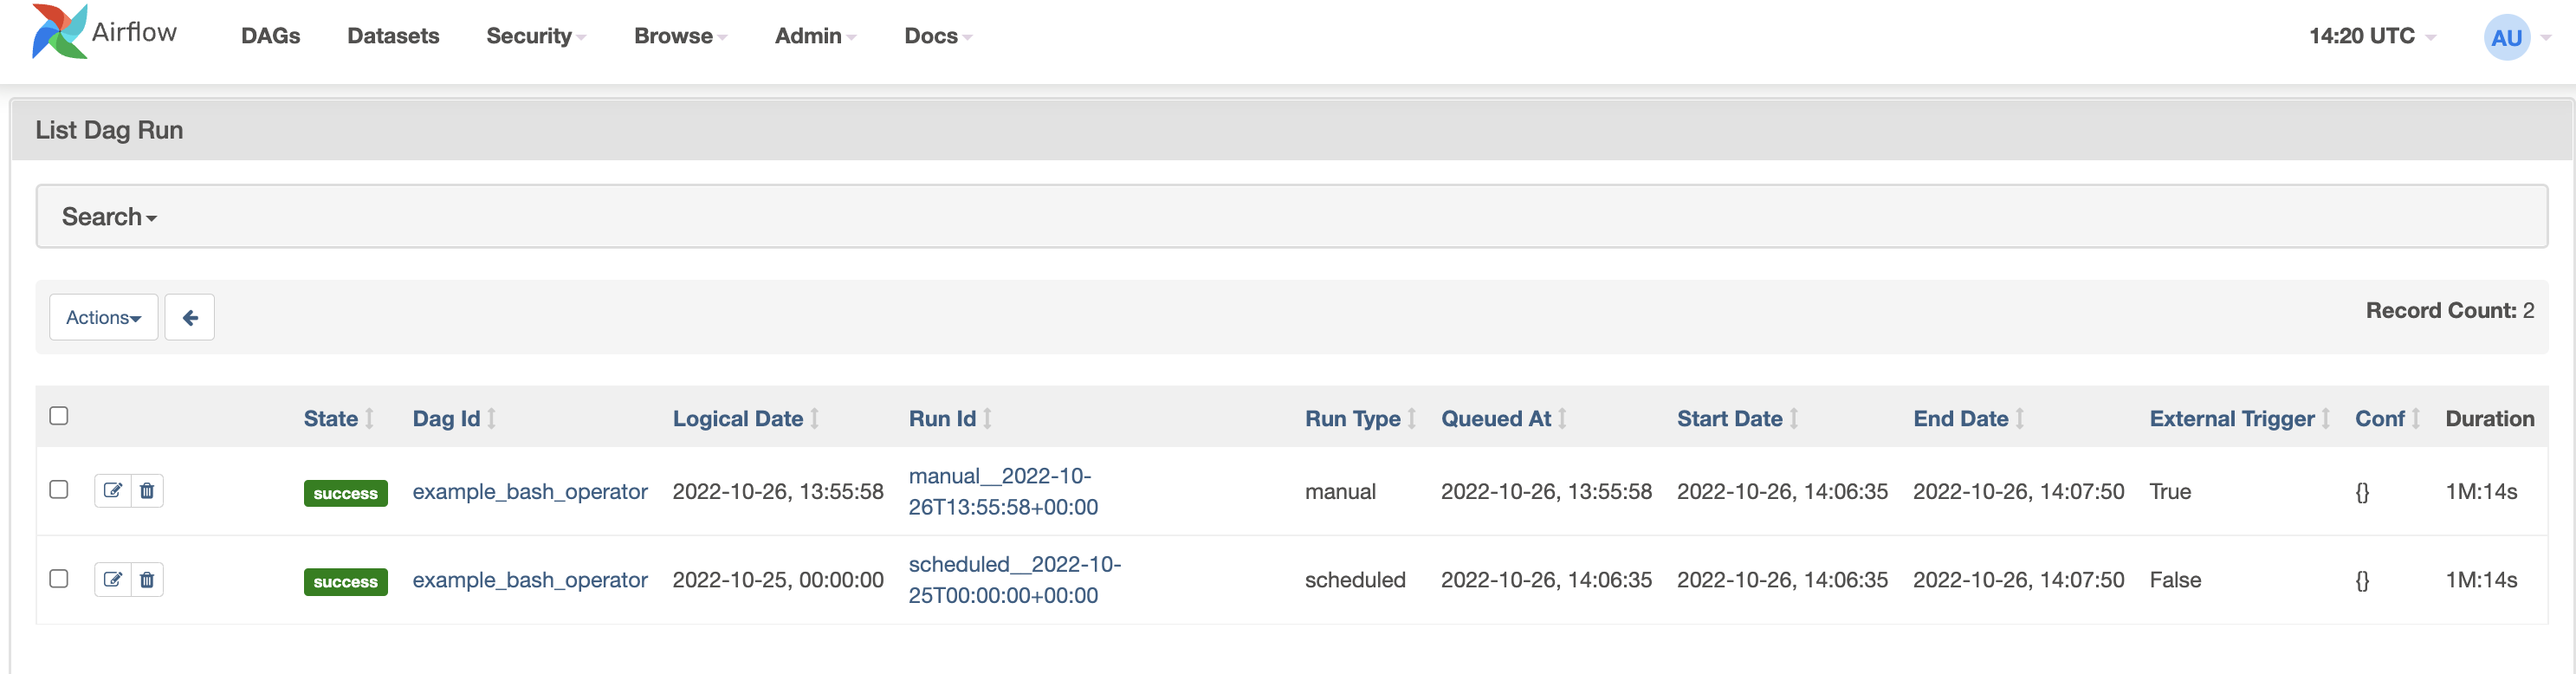 Airflow DAGs Datasets Security Browse Admin Docs 14:20 UTC AU
List Dag Run
Search
Actions Record Count: 2
State Dag Id Logical Date Run Id Run Type Queued At Start Date End Date External Trigger Conf Duration
success example_bash_operator 2022-10-26, 13:55:58 manual__2022-10-
26T13:55:58+00:00 manual 2022-10-26, 13:55:58 2022-10-26, 14:06:35 2022-10-26, 14:07:50 True {} 1M:14s
success example_bash_operator 2022-10-25, 00:00:00 scheduled__2022-10-
25T00:00:00+00:00 scheduled 2022-10-26, 14:06:35 2022-10-26, 14:06:35 2022-10-26, 14:07:50 False {} 1M:14s